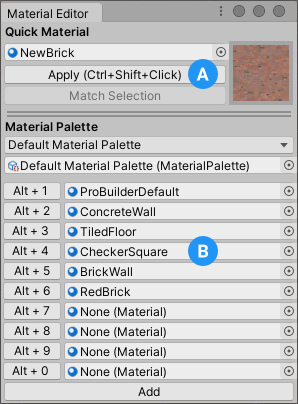 Material Editor
Quick Material
NewBrick
Apply (Ctrl+Shift+Click) A
Match Selection
Material Palette
Default Material Palette
Default Material Palette (MaterialPalette)
Alt + 1 ProBuilderDefault
Alt + 2 ConcreteWall
Alt + 3 TiledFloor
Alt + 4 CheckerSquare B
Alt + 5 BrickWall
Alt + 6 RedBrick
Alt + 7 None (Material)
Alt + 8 None (Material)
Alt + 9 None (Material)
Alt + 0 None (Material)
Add